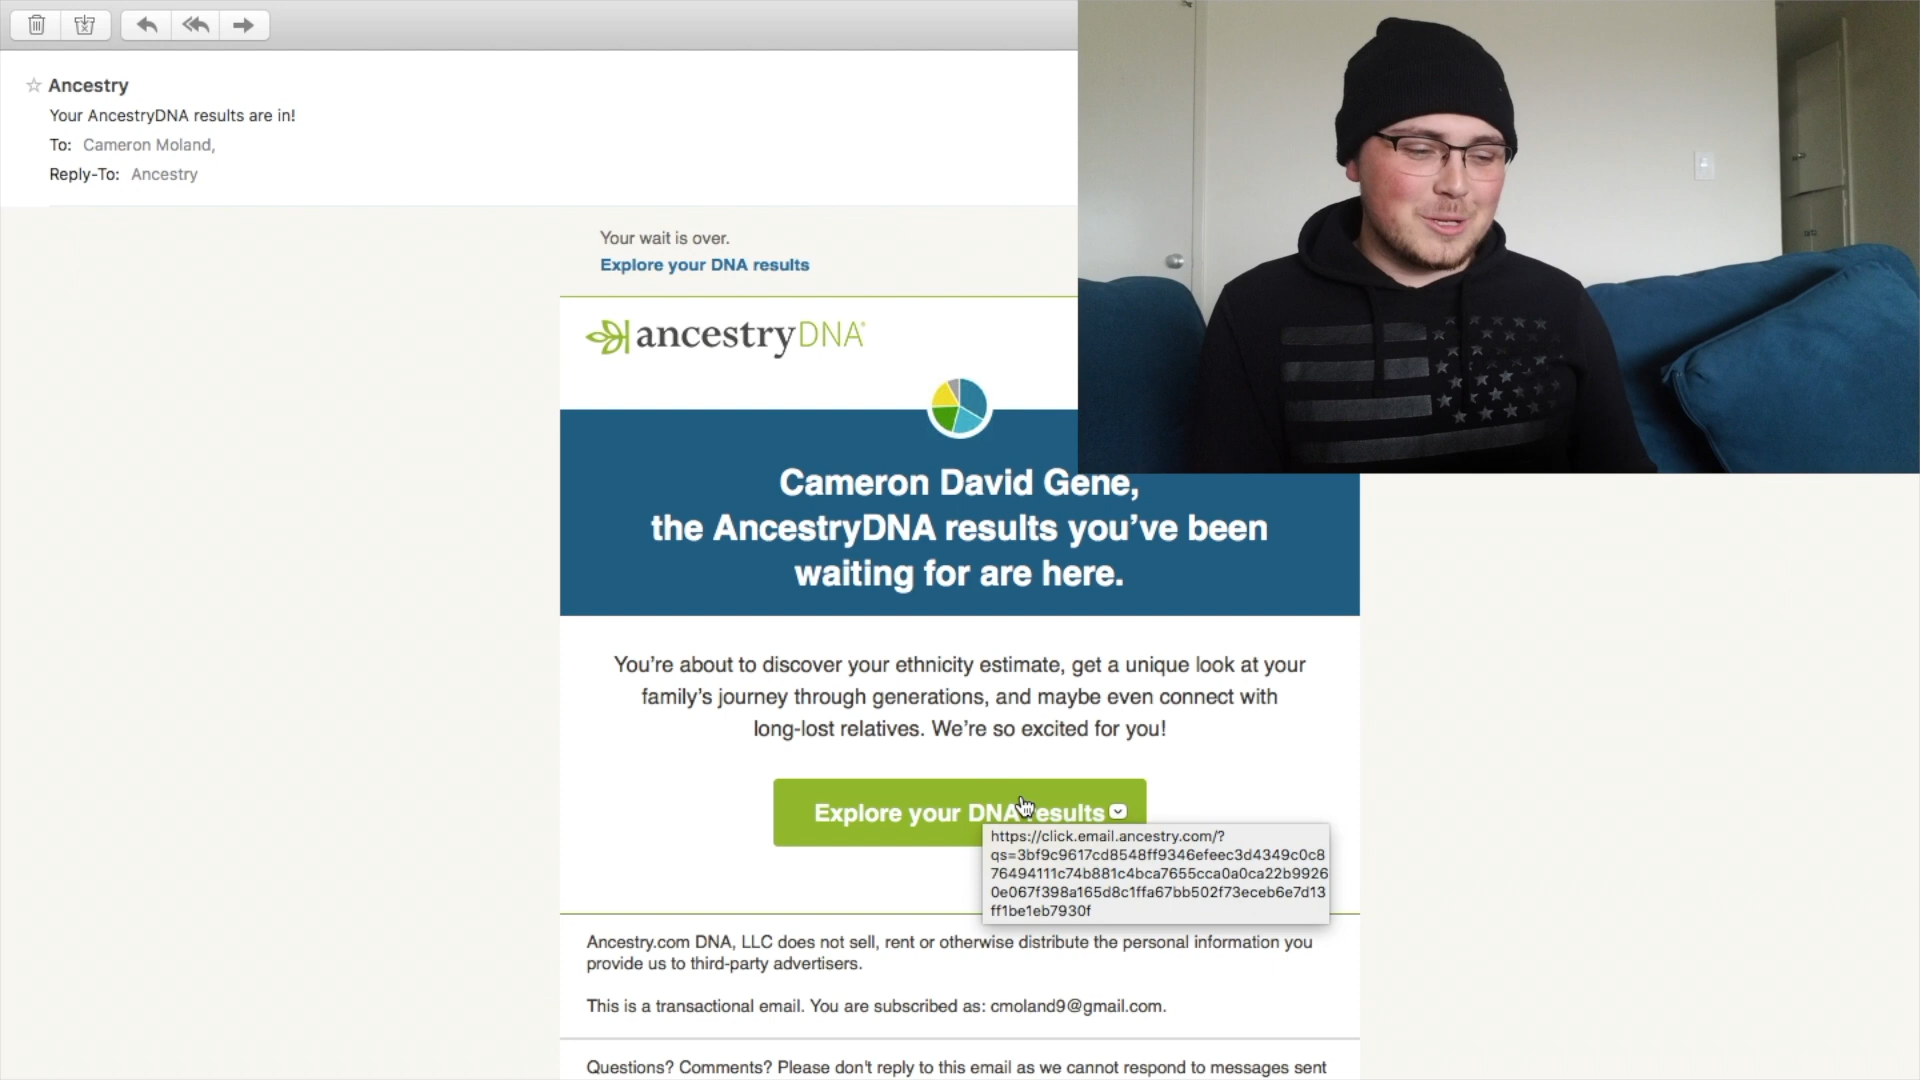 Ancestry
Your AncestryDNA results are in!
To: Cameron Moland,
Reply-To: Ancestry
Your wait is over.
Explore your DNA results
ancestryDNA®
Cameron David Gene,
the AncestryDNA results you’ve been
waiting for are here.
You’re about to discover your ethnicity estimate, get a unique look at your
family’s journey through generations, and maybe even connect with
long-lost relatives. We’re so excited for you!
Explore your DNA results
https://click.email.ancestry.com/?
qs=3bf9c9617cd8548ff9346efeec3d4349c0c8
76494111c74b881c4bca7655cca0a0ca22b9926
0e067f398a165d8c1ffa67bb502f73eceb6e7d13
ff1be1eb7930f
Ancestry.com DNA, LLC does not sell, rent or otherwise distribute the personal information you
provide us to third-party advertisers.
This is a transactional email. You are subscribed as: cmoland9@gmail.com.
Questions? Comments? Please don't reply to this email as we cannot respond to messages sent